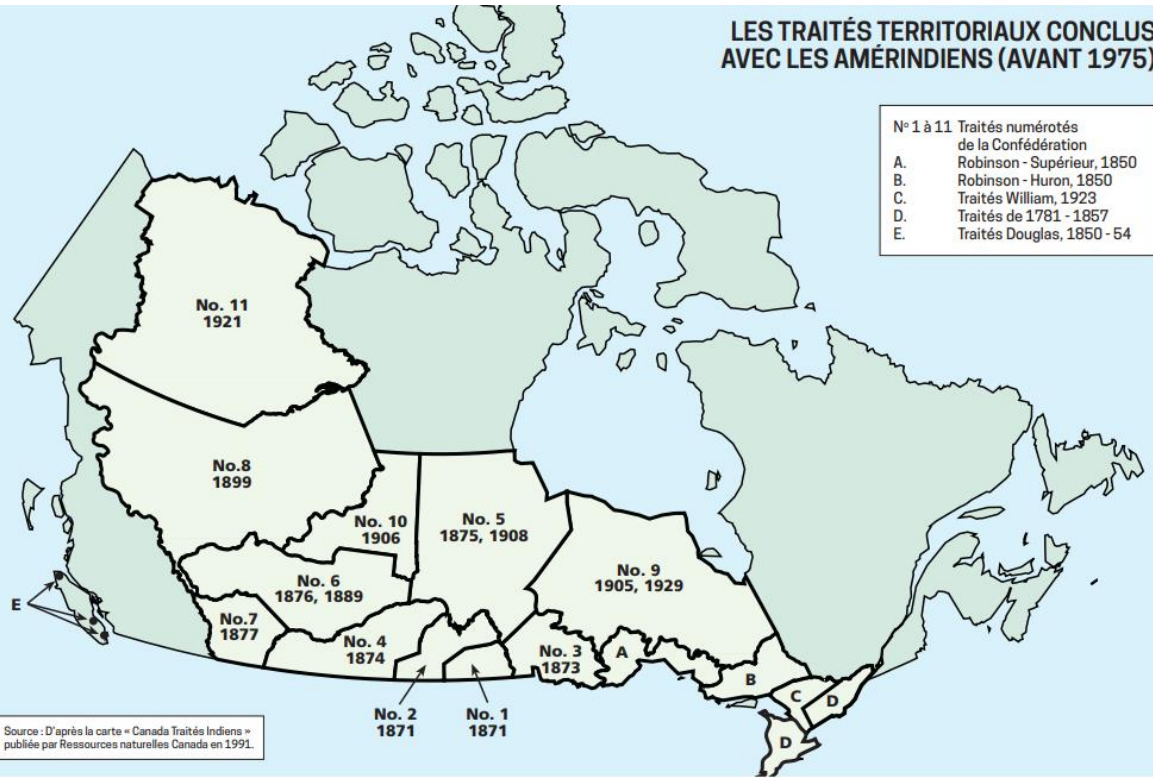 LES TRAITÉS TERRITORIAUX CONCLUS
AVEC LES AMÉRINDIENS (AVANT 1975)
Nº 1 à 11 Traités numérotés
de la Confédération
A. Robinson - Supérieur, 1850
B. Robinson - Huron, 1850
C. Traités William, 1923
D. Traités de 1781 - 1857
E. Traités Douglas, 1850 - 54
No. 11
1921
No.8
1899
No. 10
1906
No. 5
1875, 1908
No. 9
1905, 1929
No. 6
1876, 1889
E
No.7
1877
No. 4
1874
No. 3
1873
A
B
C
D
No. 2
1871
No. 1
1871
D
Source : D'après la carte « Canada Traités Indiens »
publiée par Ressources naturelles Canada en 1991.